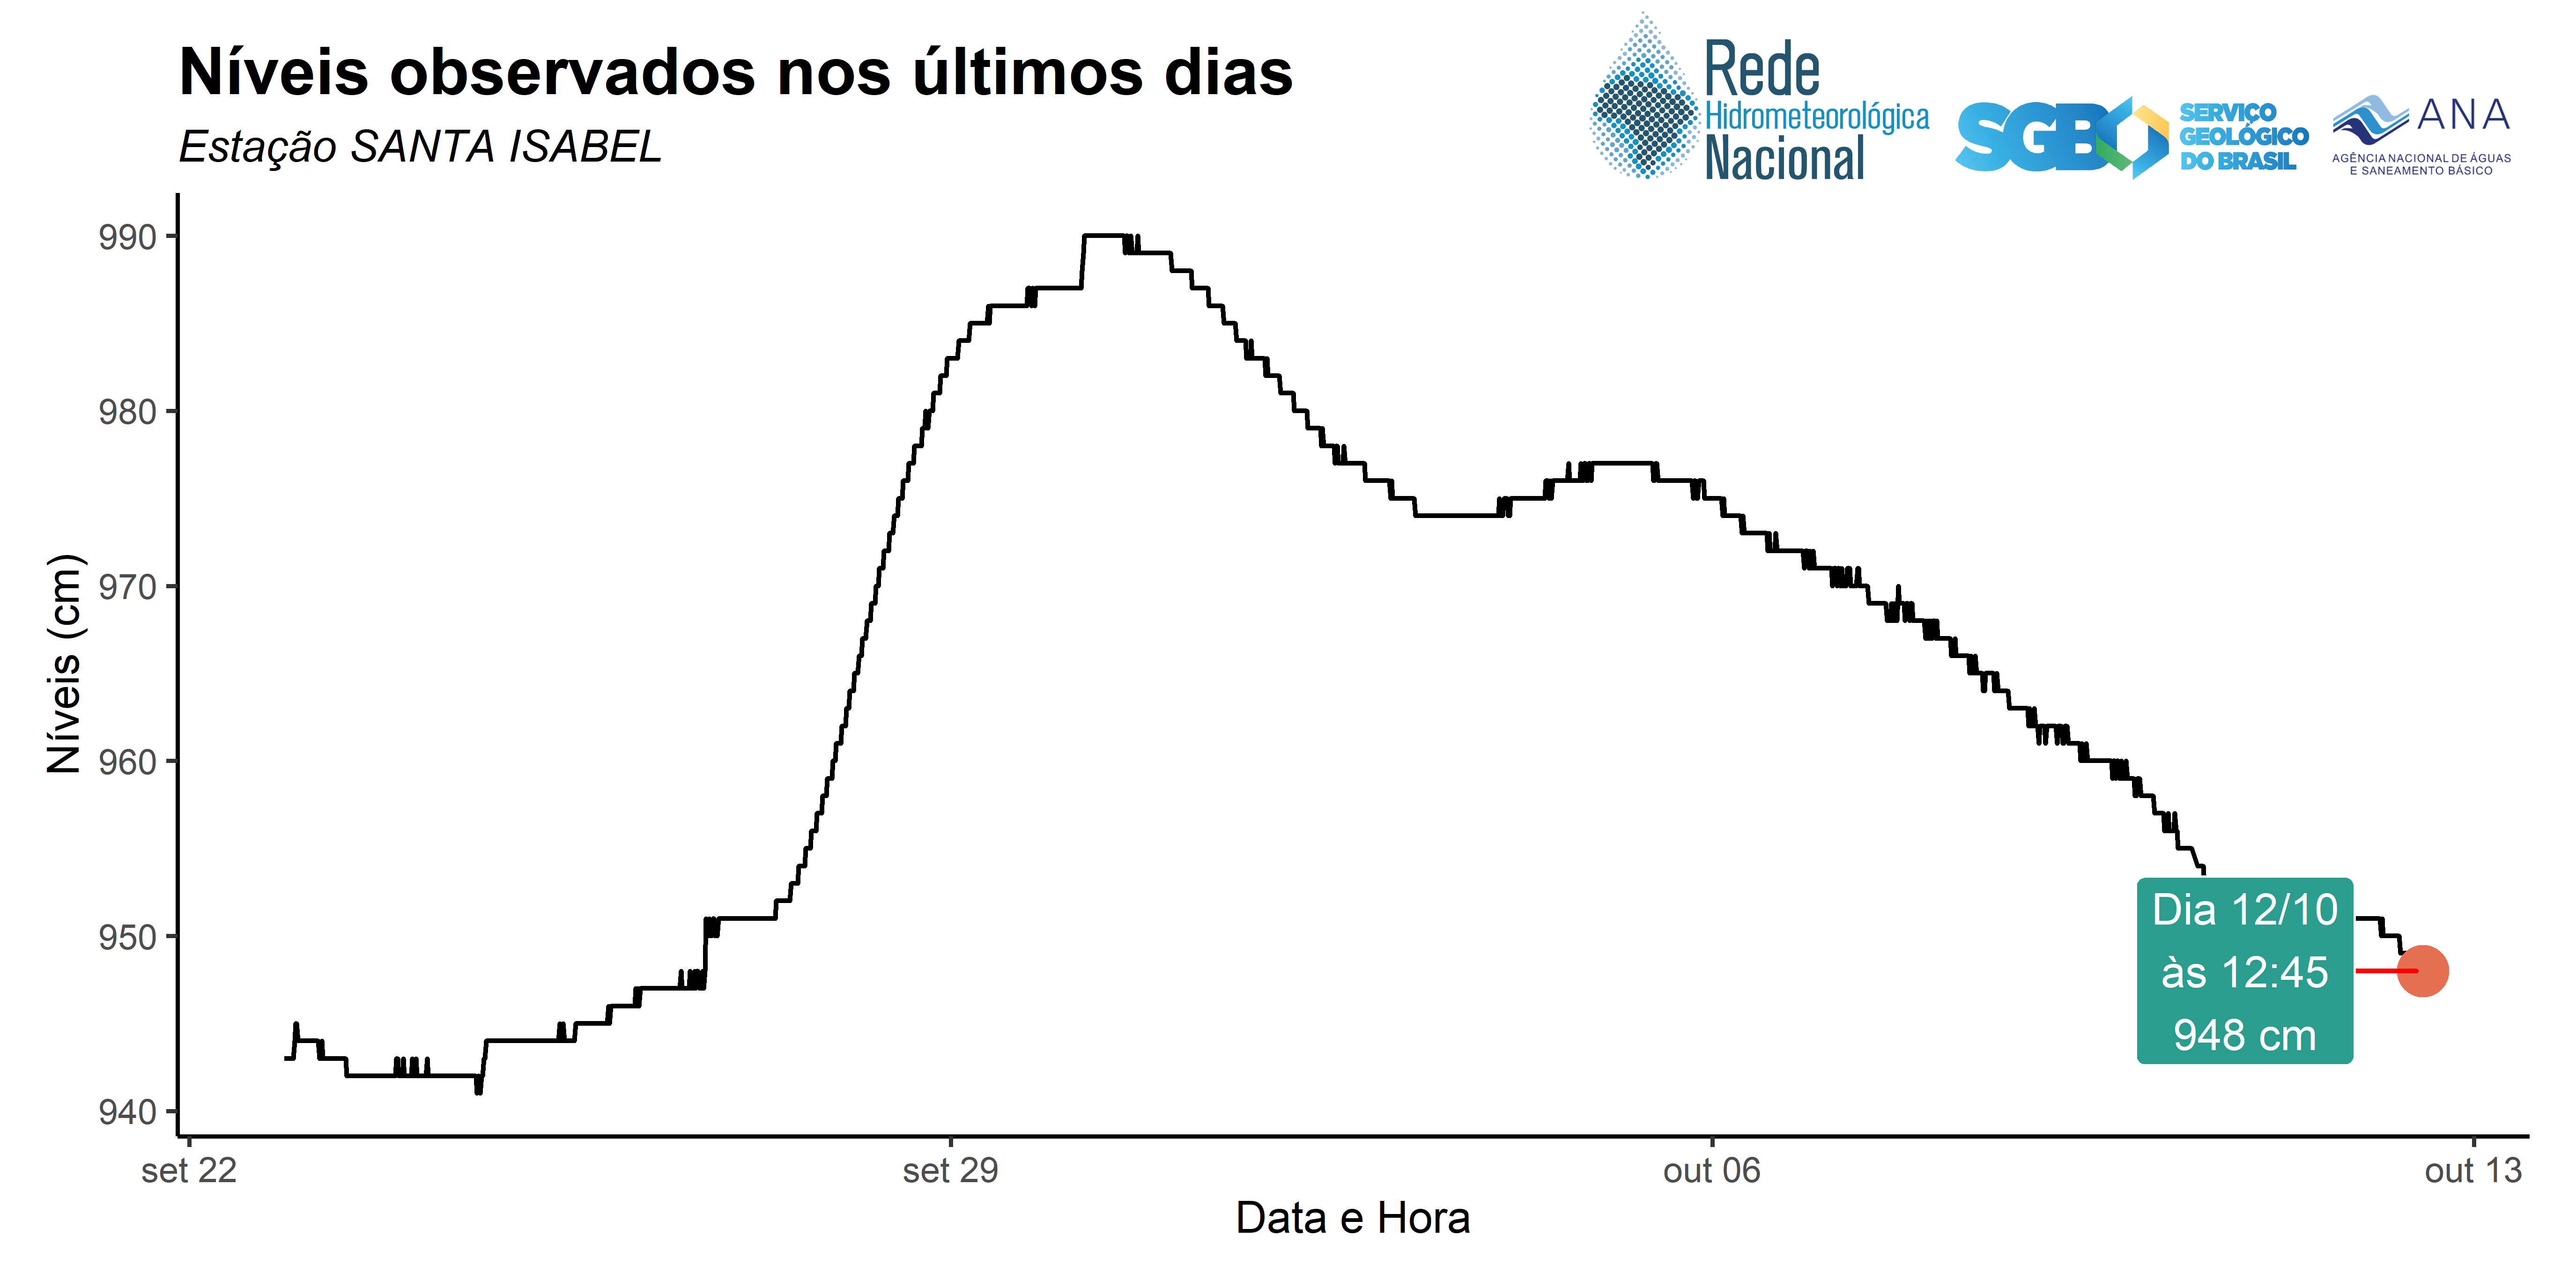 Níveis observados nos últimos dias
Estação SANTA ISABEL
Rede
Hidrometeorológica
Nacional
SGB
SERVIÇO
GEOLÓGICO
DO BRASIL
ANA
AGÊNCIA NACIONAL DE ÁGUAS
E SANEAMENTO BÁSICO
Níveis (cm)
990
980
970
960
950
940
Dia 12/10
às 12:45
948 cm
set 22
set 29
out 06
out 13
Data e Hora